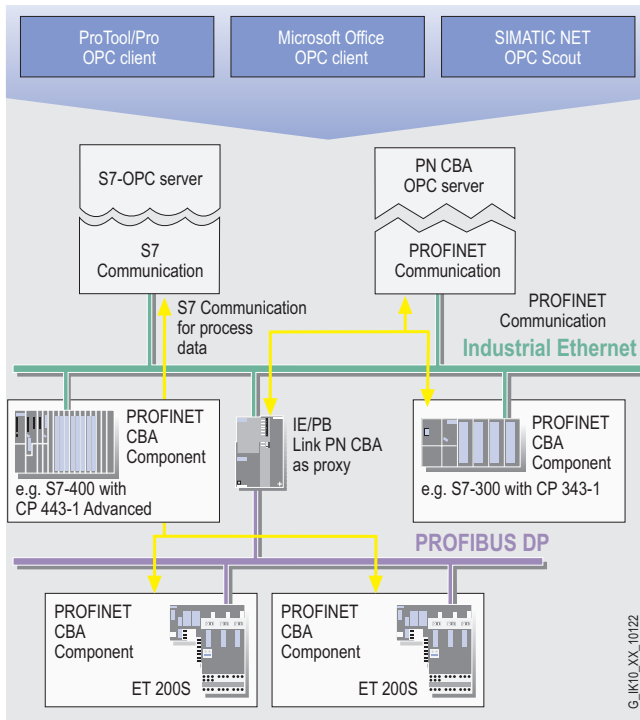 ProTool/Pro
OPC client
Microsoft Office
OPC client
SIMATIC NET
OPC Scout
S7-OPC server
PN CBA
OPC server
S7
Communication
PROFINET
Communication
S7 Communication
for process
data
PROFINET
Communication
Industrial Ethernet
PROFINET
CBA
Component
e.g. S7-400 with
CP 443-1 Advanced
IE/PB
Link PN CBA
as proxy
PROFINET
CBA
Component
e.g. S7-300 with CP 343-1
PROFIBUS DP
PROFINET
CBA
Component
ET 200S
PROFINET
CBA
Component
ET 200S
G_IK10_XX_10122